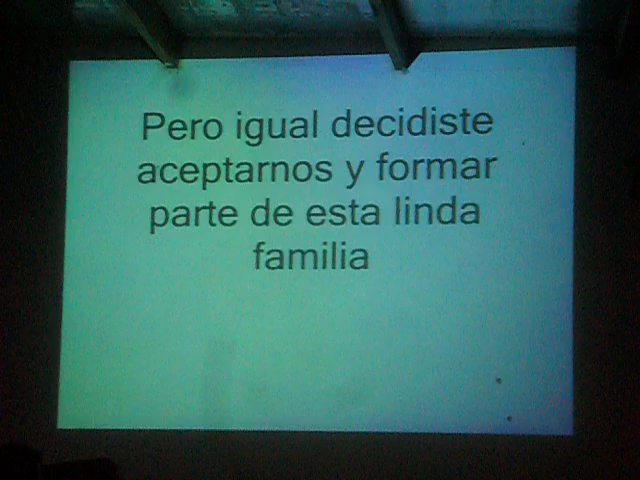 Pero igual decidiste
aceptarnos y formar
parte de esta linda
familia